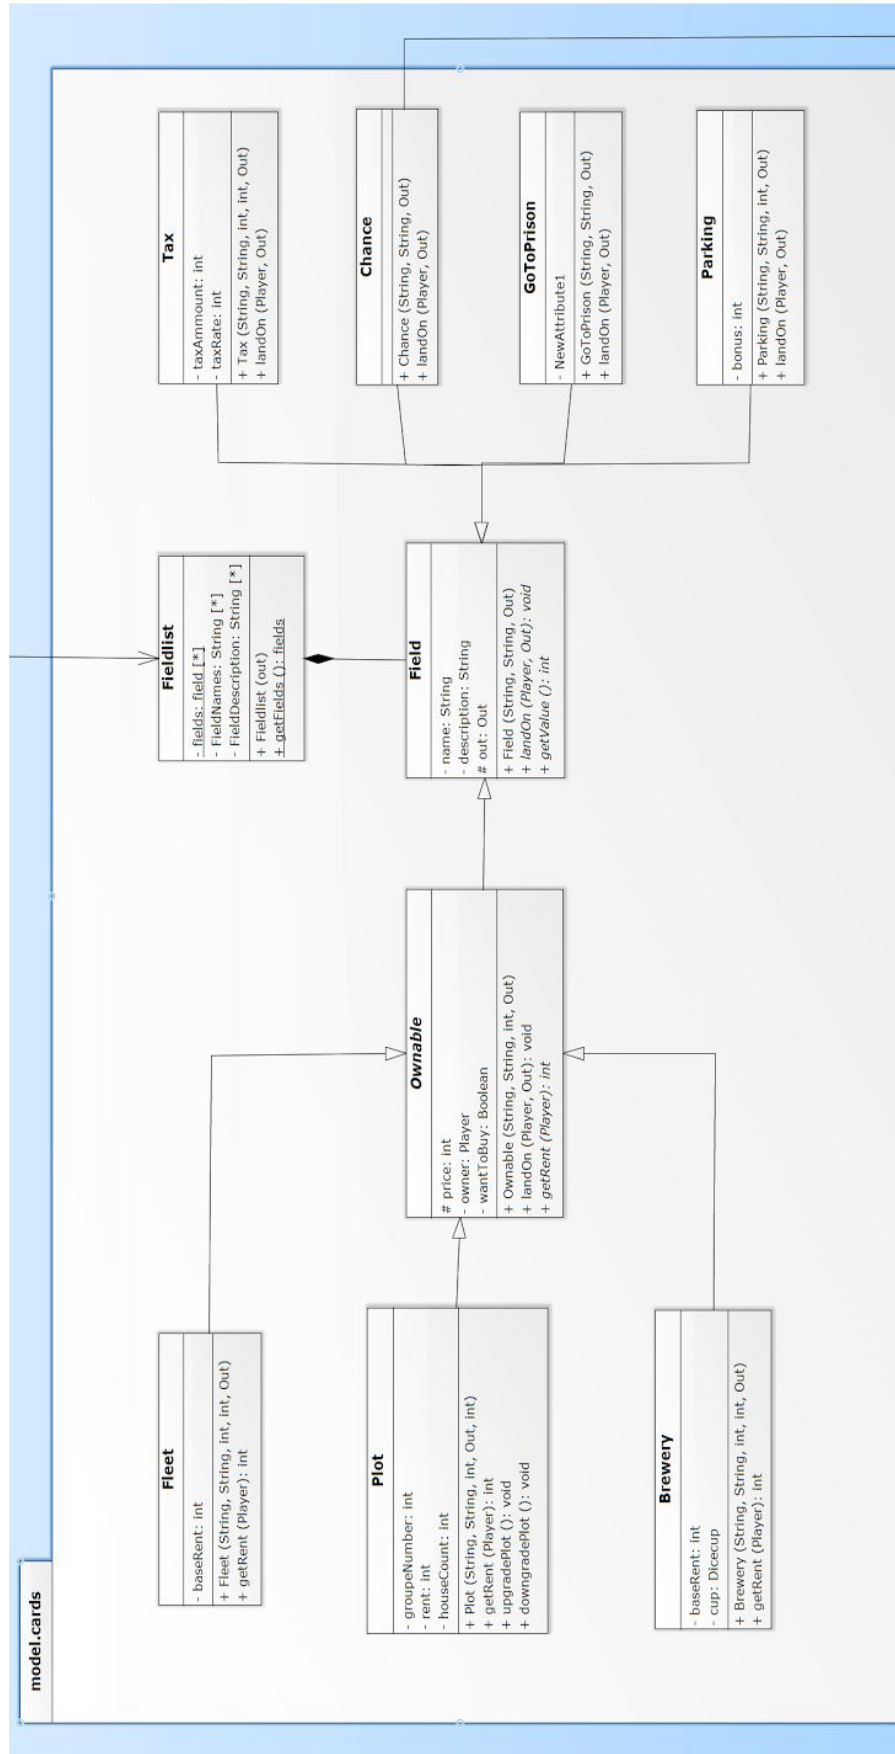 model.cards
Fleet
- baseRent: int
+ Fleet (String, String, int, int, Out)
+ getRent (Player): int
Fieldlist
- fields: field [*]
- FieldNames: String [*]
- FieldDescription: String [*]
+ Fieldlist (out)
+ getFields (): fields
Tax
- taxAmmount: int
- taxRate: int
+ Tax (String, String, int, int, Out)
+ landOn (Player, Out)
Chance
+ Chance (String, String, Out)
+ landOn (Player, Out)
Plot
- groupeNumber: int
- rent: int
- houseCount: int
+ Plot (String, String, int, Out, int)
+ getRent (Player): int
+ upgradePlot (): void
+ downgradePlot (): void
Ownable
# price: int
- owner: Player
- wantToBuy: Boolean
+ Ownable (String, String, int, Out)
+ landOn (Player, Out): void
+ getRent (Player): int
Field
- name: String
- description: String
# out: Out
+ Field (String, String, Out)
+ landOn (Player, Out): void
+ getValue (): int
GoToPrison
- NewAttribute1
+ GoToPrison (String, String, Out)
+ landOn (Player, Out)
Brewery
- baseRent: int
- cup: Dicecup
+ Brewery (String, String, int, int, Out)
+ getRent (Player): int
Parking
- bonus: int
+ Parking (String, String, int, Out)
+ landOn (Player, Out)